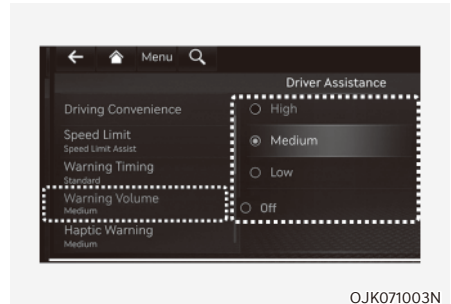 Menu
Driver Assistance
Driving Convenience
Speed Limit
Speed Limit Assist
Warning Timing
Standard
Warning Volume
Medium
Haptic Warning
Medium
High
Medium
Low
Off
OJK071003N